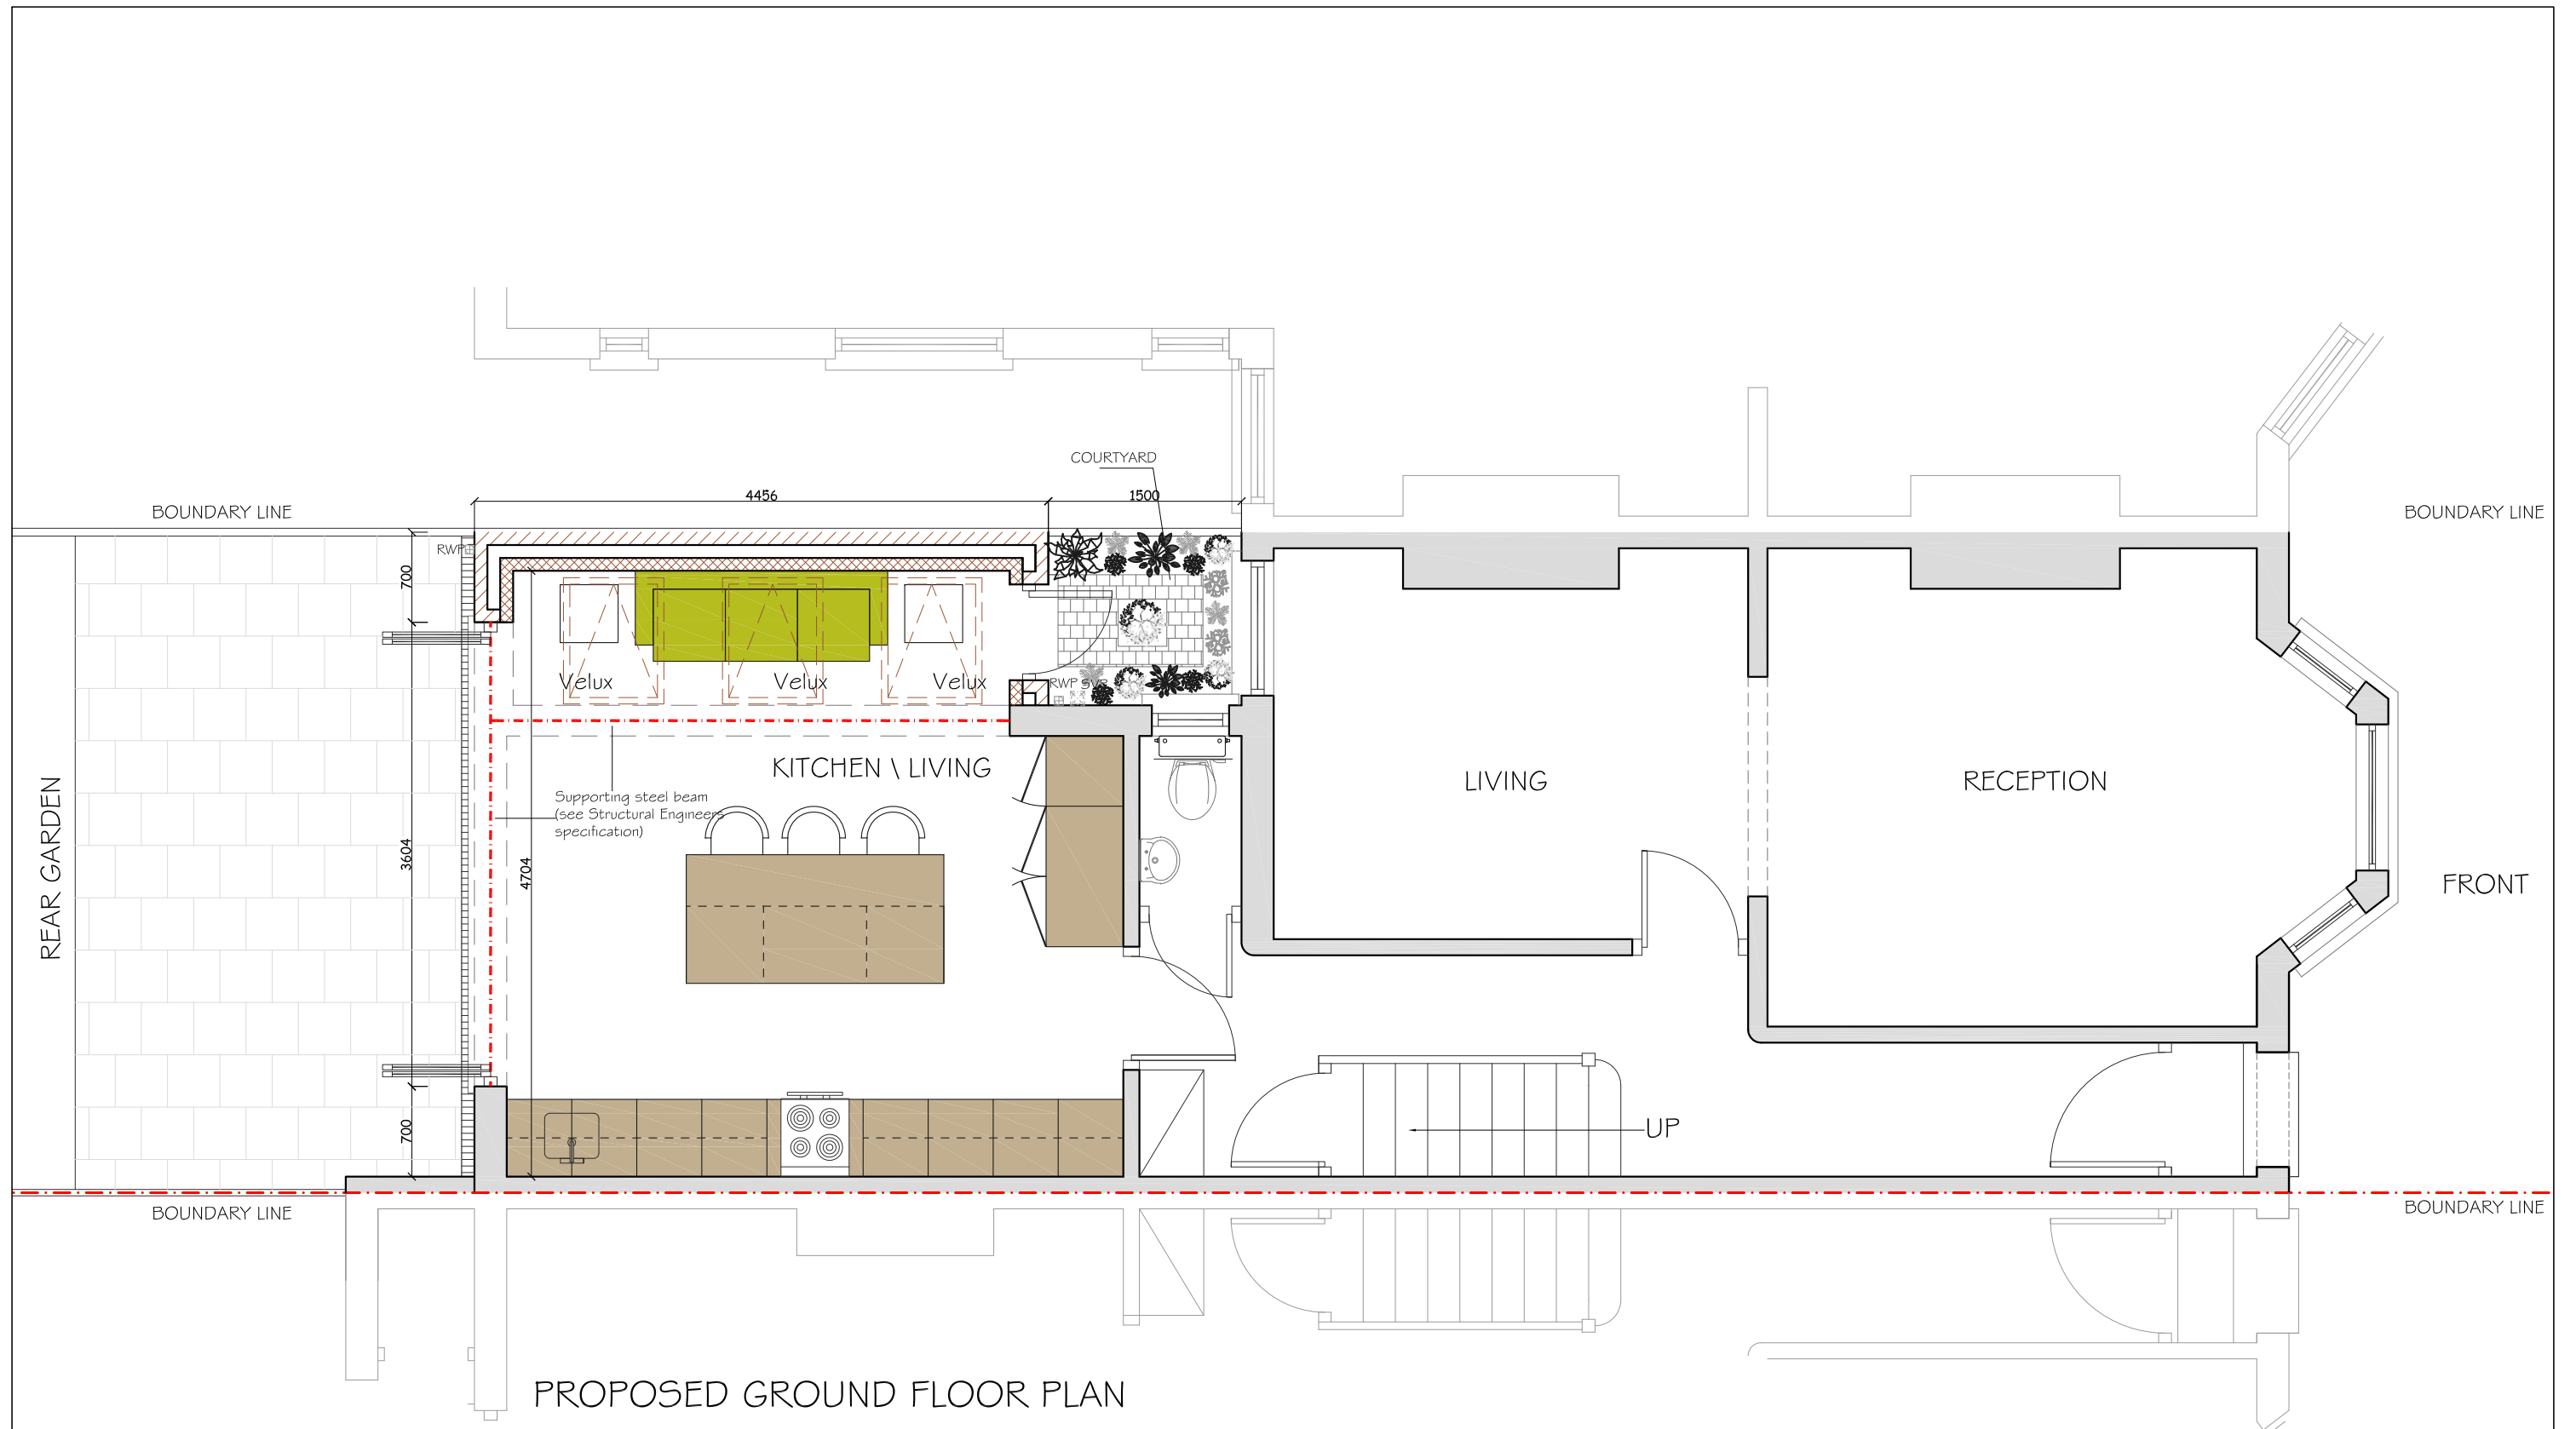 COURTYARD
4456
1500
BOUNDARY LINE
BOUNDARY LINE
RWP
700
Velux
Velux
Velux
RWP SVP
KITCHEN \ LIVING
LIVING
RECEPTION
Supporting steel beam
(see Structural Engineers
specification)
REAR GARDEN
3604
4704
FRONT
700
UP
BOUNDARY LINE
BOUNDARY LINE
PROPOSED GROUND FLOOR PLAN